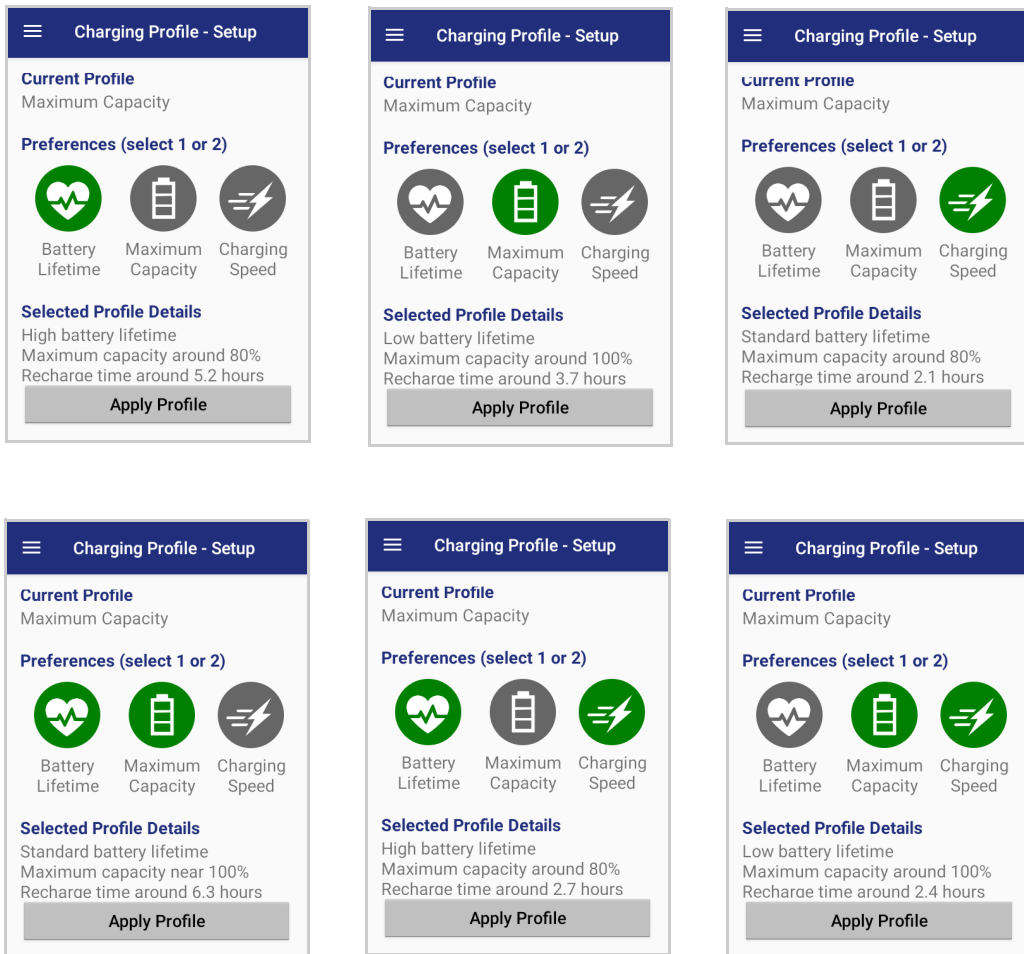 Charging Profile - Setup
Current Profile
Maximum Capacity
Preferences (select 1 or 2)
Battery Lifetime
Maximum Capacity
Charging Speed
Selected Profile Details
High battery lifetime
Maximum capacity around 80%
Recharge time around 5.2 hours
Apply Profile
Charging Profile - Setup
Current Profile
Maximum Capacity
Preferences (select 1 or 2)
Battery Lifetime
Maximum Capacity
Charging Speed
Selected Profile Details
Low battery lifetime
Maximum capacity around 100%
Recharge time around 3.7 hours
Apply Profile
Charging Profile - Setup
Current Profile
Maximum Capacity
Preferences (select 1 or 2)
Battery Lifetime
Maximum Capacity
Charging Speed
Selected Profile Details
Standard battery lifetime
Maximum capacity around 80%
Recharge time around 2.1 hours
Apply Profile
Charging Profile - Setup
Current Profile
Maximum Capacity
Preferences (select 1 or 2)
Battery Lifetime
Maximum Capacity
Charging Speed
Selected Profile Details
Standard battery lifetime
Maximum capacity near 100%
Recharge time around 6.3 hours
Apply Profile
Charging Profile - Setup
Current Profile
Maximum Capacity
Preferences (select 1 or 2)
Battery Lifetime
Maximum Capacity
Charging Speed
Selected Profile Details
High battery lifetime
Maximum capacity around 80%
Recharge time around 2.7 hours
Apply Profile
Charging Profile - Setup
Current Profile
Maximum Capacity
Preferences (select 1 or 2)
Battery Lifetime
Maximum Capacity
Charging Speed
Selected Profile Details
Low battery lifetime
Maximum capacity around 100%
Recharge time around 2.4 hours
Apply Profile